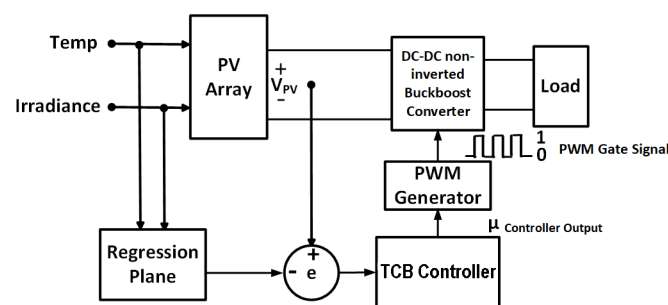 Temp
Irradiance
PV
Array
+
V_PV
-
DC-DC non-
inverted
Buckboost
Converter
Load
1
0
PWM Gate Signal
PWM
Generator
μ Controller Output
Regression
Plane
+
- e
TCB Controller